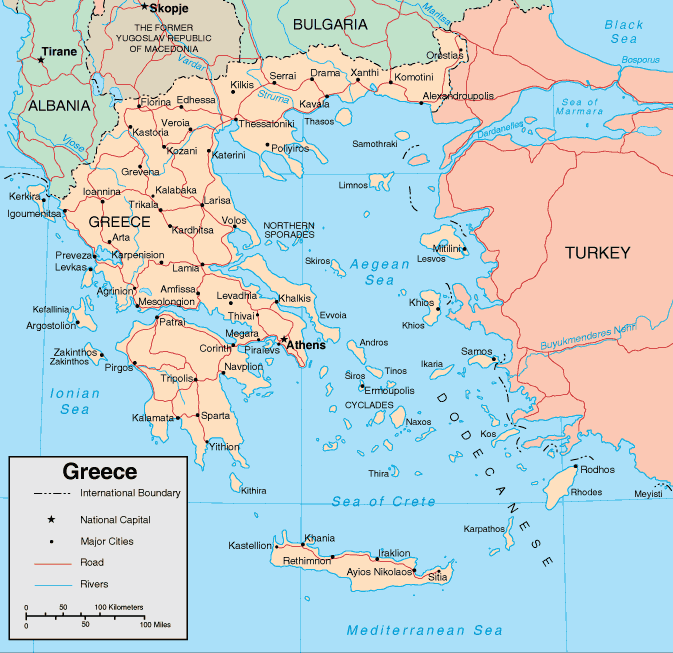 Skopje
BULGARIA
Maritsa
Black
Sea
THE FORMER
YUGOSLAV REPUBLIC
OF MACEDONIA
Tirane
Vardar
Orestias
Bosporus
ALBANIA
Kilkis
Serrai
Drama
Xanthi
Komotini
Florina
Edhessa
Struma
Kavala
Alexandroupolis
Sea of
Marmara
Vjose
Kastoria
Veroia
Thessaloniki
Thasos
Dardanelles
Kozani
Katerini
Poliyiros
Samothraki
Grevena
Limnos
Kerkira
Ioannina
Kalabaka
Igoumenitsa
Trikala
Larisa
GREECE
Kardhitsa
Volos
NORTHERN
SPORADES
Arta
Mitilini
Lesvos
TURKEY
Preveza
Karpenision
Levkas
Lamia
Skiros
Aegean
Sea
Agrinion
Amfissa
Levadhia
Khalkis
Mesolongion
Kefallinia
Argostolion
Thivai
Evvoia
Khios
Khios
Patrai
Megara
Buyukmenderes Nehri
Corinth
Piraievs
Athens
Andros
Zakinthos
Zakinthos
Samos
Pirgos
Navplion
Tinos
Ikaria
Tripolis
Siros
Ermoupolis
Ionian
Sea
CYCLADES
DODECANESE
Kalamata
Sparta
Naxos
Kos
Yithion
Thira
Rodhos
Rhodes
Meyisti
Kithira
Sea of Crete
Karpathos
Kastellion
Khania
Rethimnon
Iraklion
Ayios Nikolaos
Sitia
Mediterranean Sea
Greece
International Boundary
National Capital
Major Cities
Road
Rivers
50 100 Kilometers
0 50 100 Miles